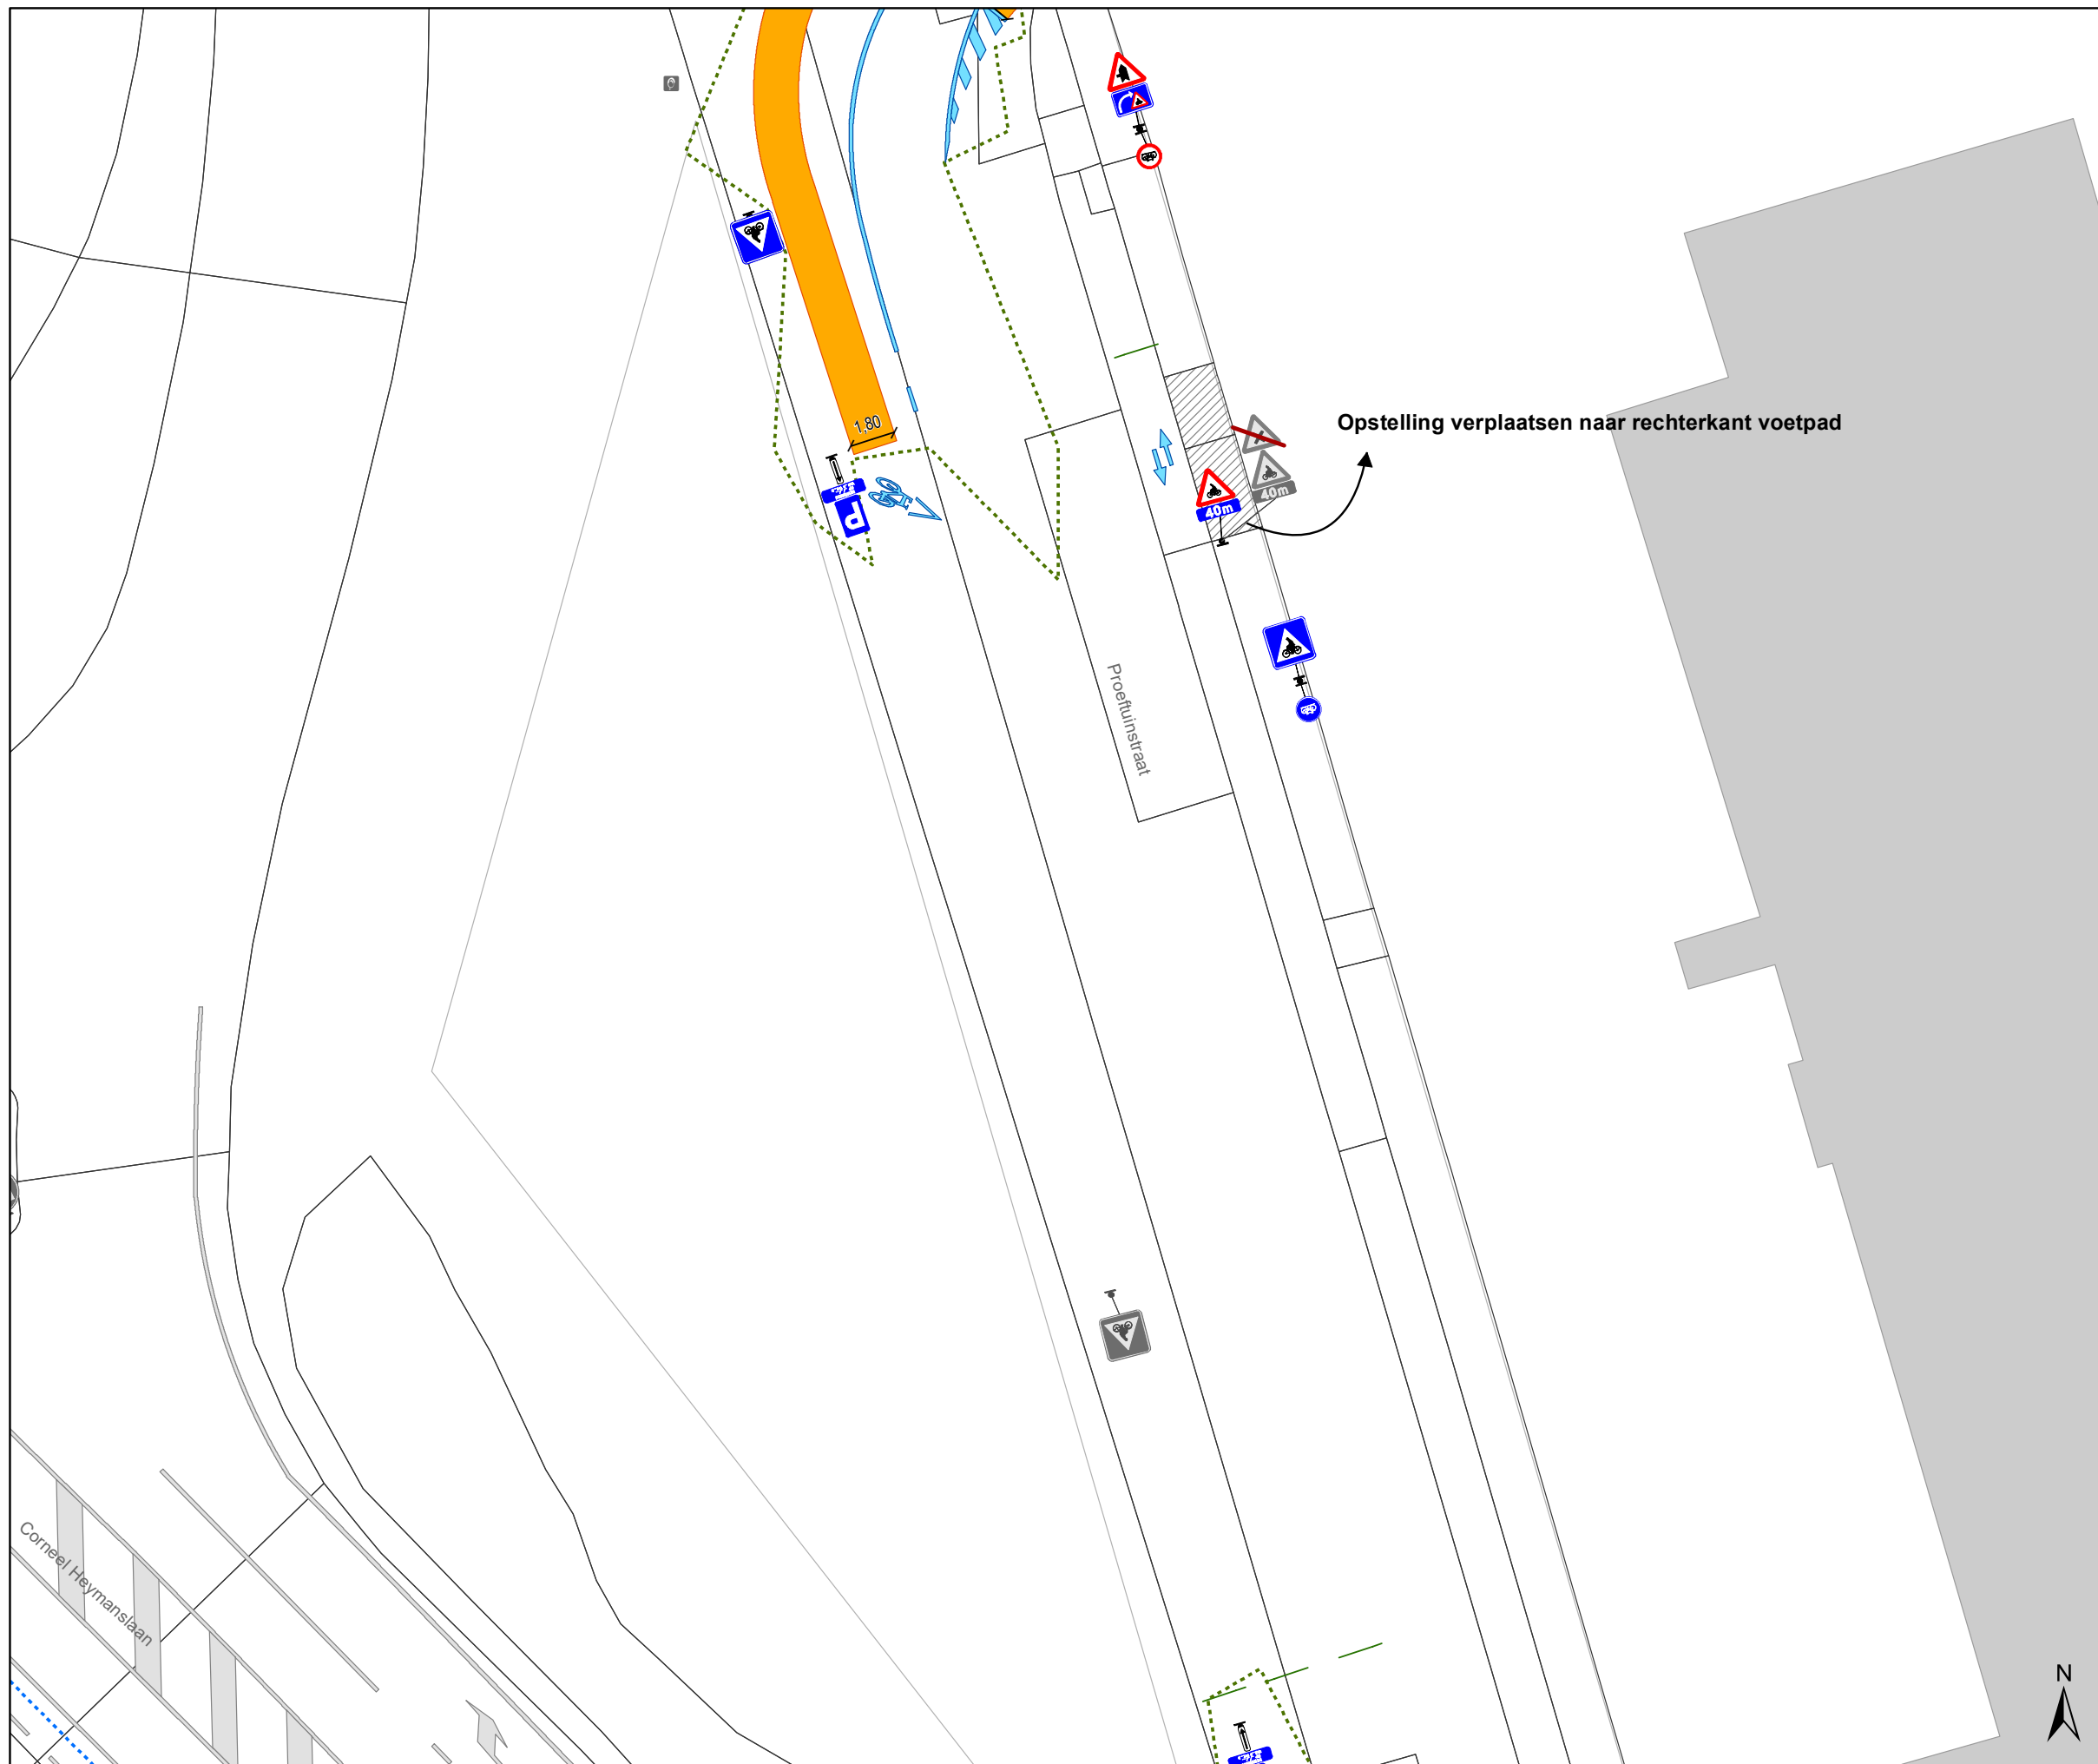 1,80
Opstelling verplaatsen naar rechterkant voetpad
40m
40m
P
Proeftuinstraat
Corneel Heymanslaan
N